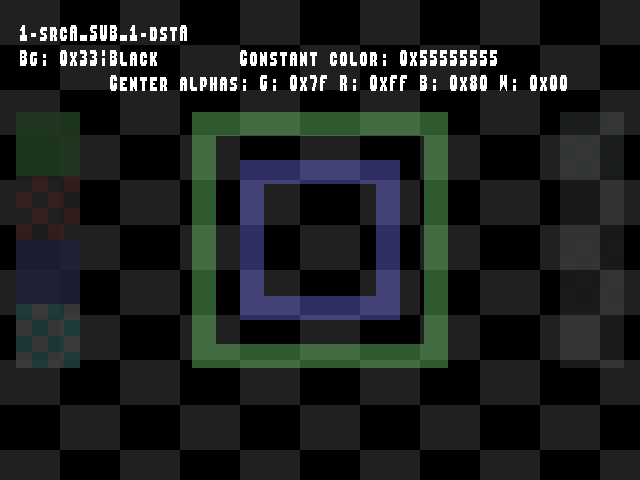 1-srcA_SUB_1-dstA
Bg: 0x33¦Black Constant color: 0x55555555
Center alphas: G: 0x7f R: 0xff B: 0x80 W: 0x00